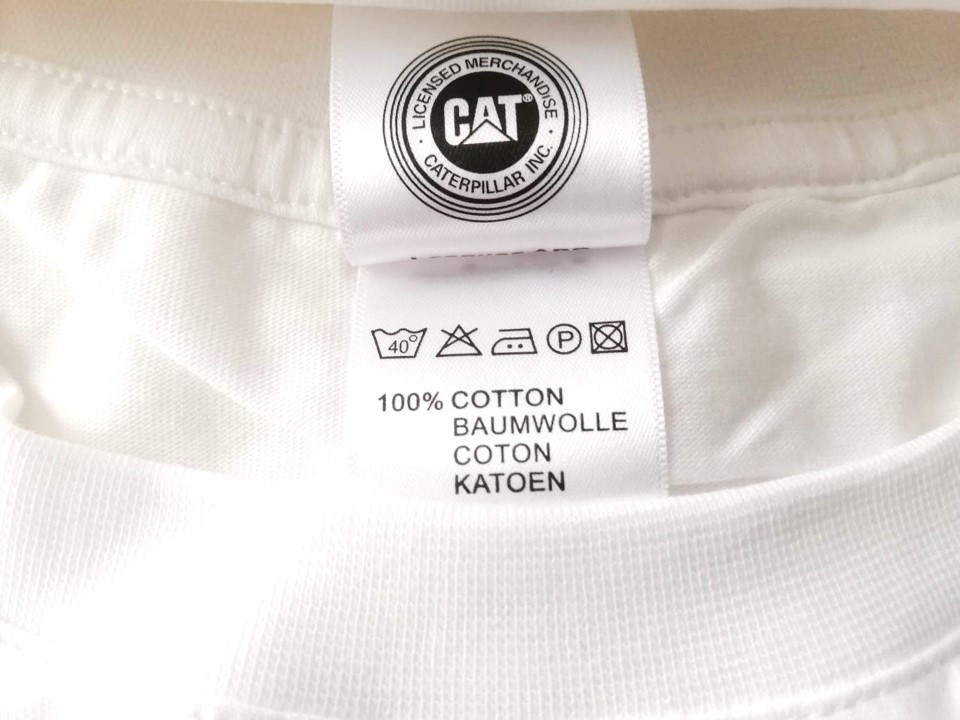 LICENSED MERCHANDISE
CAT®
CATERPILLAR INC.
40°
P
100% COTTON
BAUMWOLLE
COTON
KATOEN